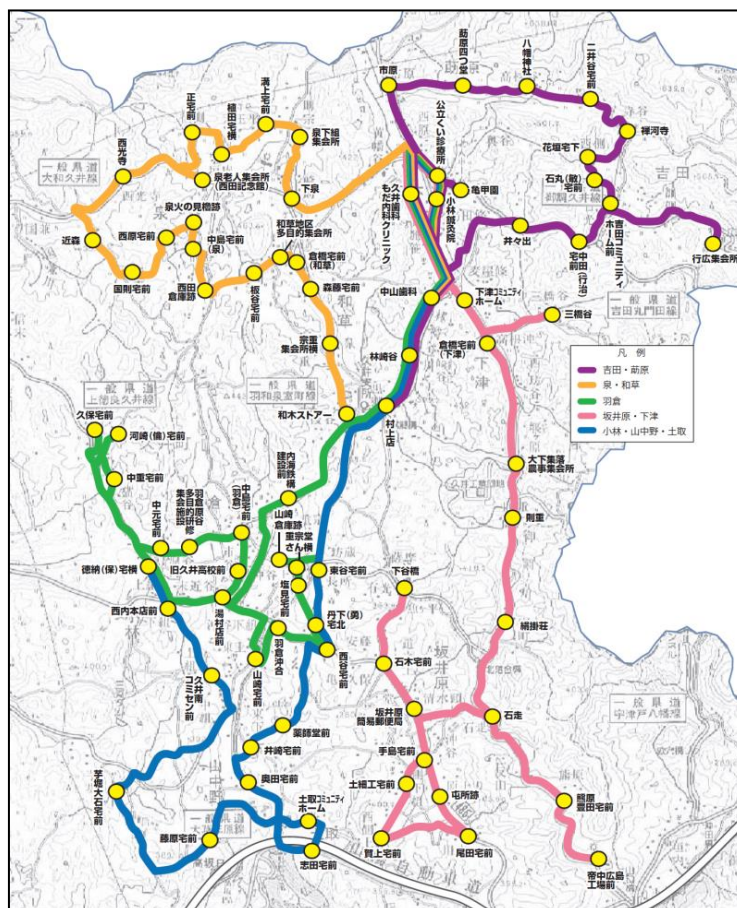 市原
莇原四つ堂
八幡神社
二井谷宅前
禅河寺
花垣宅下
石丸(敏)宅前
吉田コミュニティホーム前
行広集会所
中田(行治)宅前
井々出
公立くい診療所
亀甲園
小林鍼灸院
久井歯科
もだ内科クリニック
溝上宅前
植田宅横
正宅前
泉下組集会所
下泉
西光寺
泉老人集会所(西田記念館)
泉火の見櫓跡
近森
西原宅前
中島宅前(泉)
国則宅前
西田倉庫跡
板谷宅前
和草地区多目的集会所
倉橋宅前(和草)
森藤宅前
宗重集会所横
和木ストアー
中山歯科
下津コミュニティホーム
三橋谷
倉橋宅前(下津)
林崎谷
村上店
大下集落農事集会所
則重
絹掛荘
石走
熊原豊田宅前
帝中広島工場前
凡例
吉田・莇原
泉・和草
羽倉
坂井原・下津
小林・山中野・土取
一般県道
大和久井線
一般県道
吉田丸門田線
一般県道
上徳良久井線
一般県道
羽和泉室町線
一般県道
宇津戸八幡線
久保宅前
河崎(倫)宅前
中重宅前
中元宅前
羽倉原谷多目的研修集会施設
中島宅前(羽倉)
内海鉄構建設前
山崎倉庫跡
重宗堂さん横
徳納(保)宅横
旧久井高校前
東谷宅前
塩見宅前
西内本店前
湯村店前
丹下(勇)宅北
羽倉沖合
西谷宅前
山崎宅前
久井南コミセン前
薬師堂前
井崎宅前
奥田宅前
芋堀大石宅前
土取コミュニティホーム
藤原宅前
志田宅前
下谷橋
石木宅前
坂井原簡易郵便局
手島宅前
土細工宅前
屯所跡
賀上宅前
尾田宅前